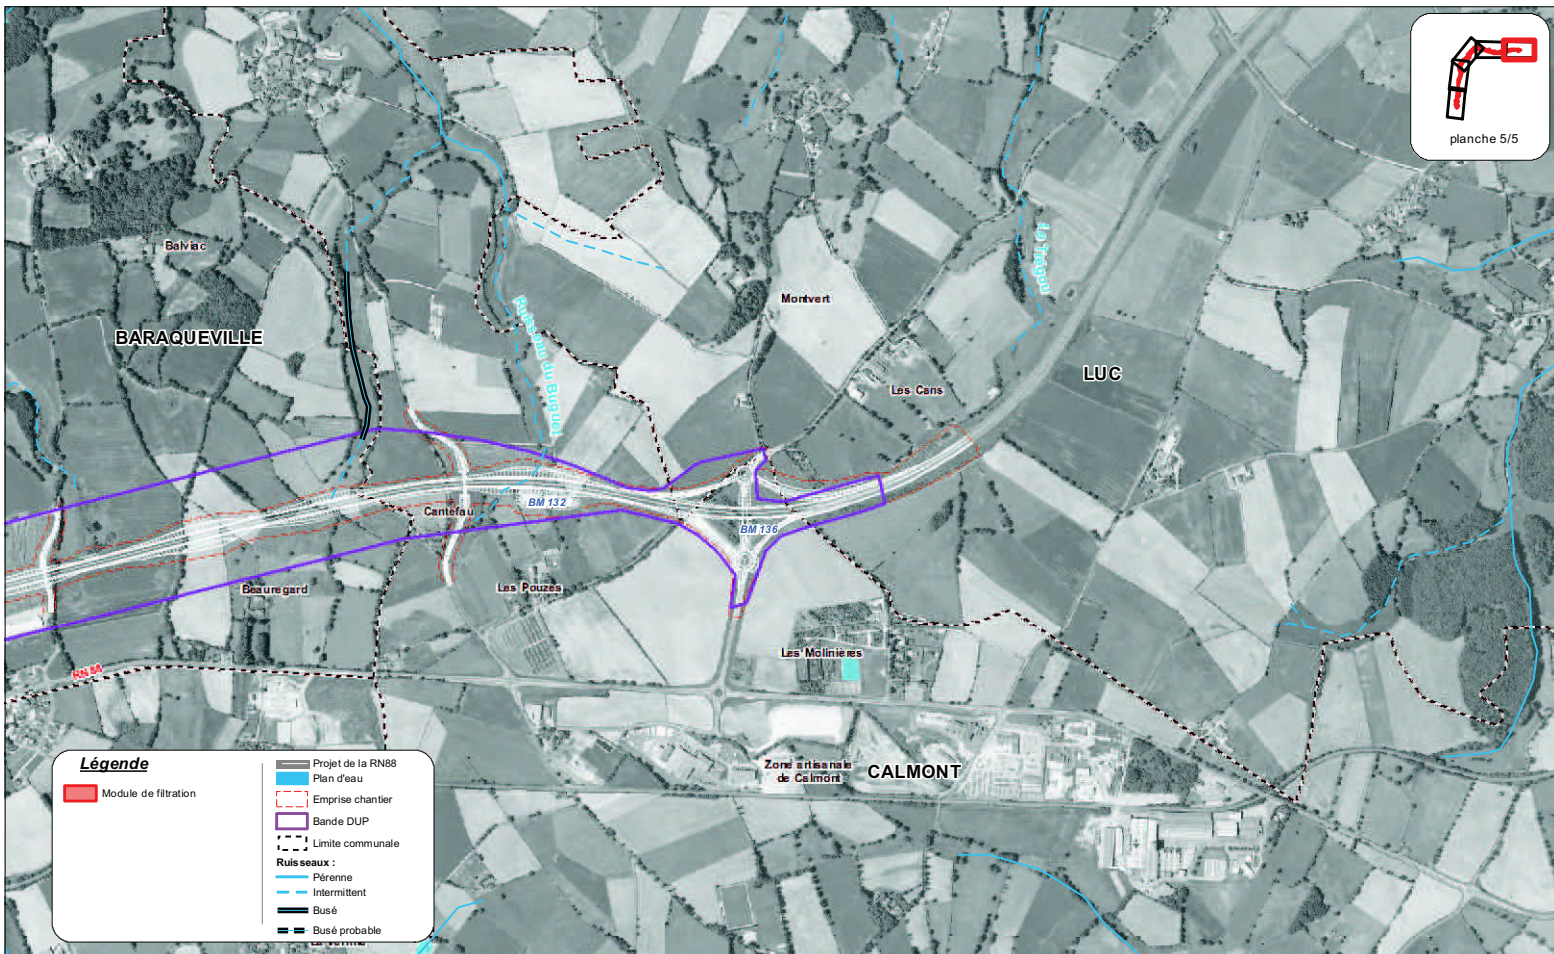 planche 5/5
Balviac
Le Trégou
Montvert
Ruisseau du Buguet
BARAQUEVILLE
LUC
Les Cans
Cantefau
BM 132
BM 136
Beauregard
Les Pouzes
Les Molinières
RN 88
Zone artisanale
de Calmont
CALMONT
Légende
Module de filtration
Projet de la RN88
Plan d'eau
Emprise chantier
Bande DUP
Limite communale
Ruisseaux :
Pérenne
Intermittent
Busé
Busé probable